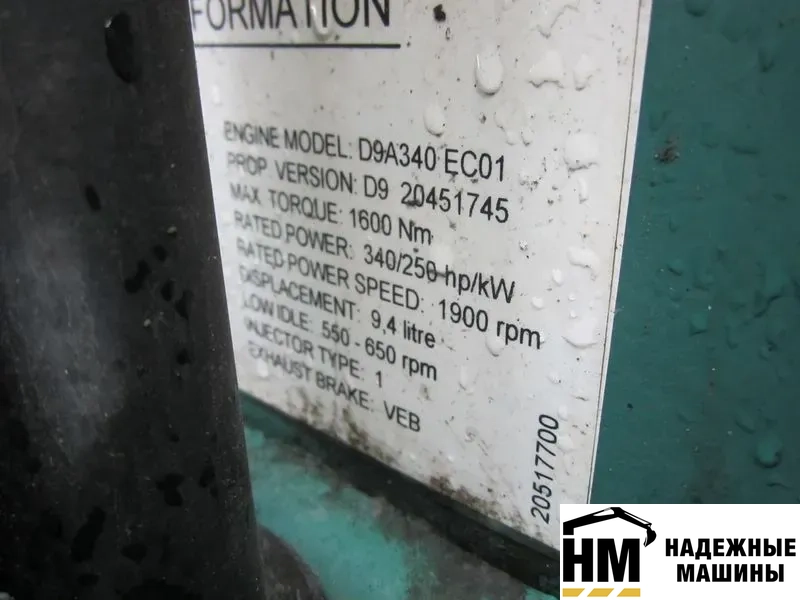 FORMATION
ENGINE MODEL: D9A340 EC01
PROP VERSION: D9 20451745
MAX TORQUE: 1600 Nm
RATED POWER: 340/250 hp/kW
RATED POWER SPEED: 1900 rpm
DISPLACEMENT: 9,4 litre
LOW IDLE: 550 - 650 rpm
INJECTOR TYPE: 1
EXHAUST BRAKE: VEB
20517700
НМ НАДЕЖНЫЕ
МАШИНЫ